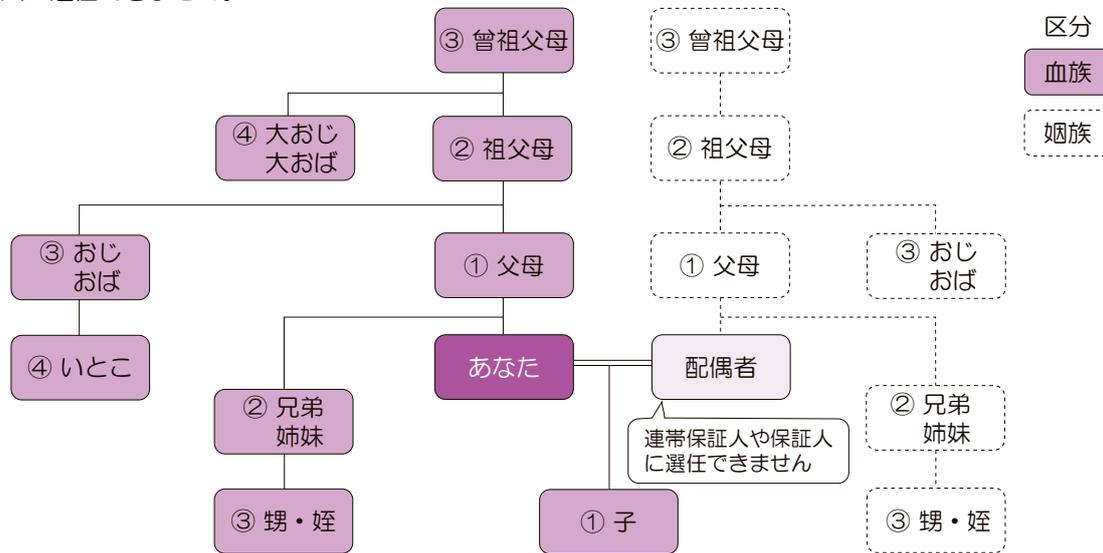 ③ 曾祖父母
③ 曾祖父母
区分
血族
④ 大おじ
大おば
② 祖父母
② 祖父母
姻族
③ おじ
おば
① 父母
① 父母
③ おじ
おば
④ いとこ
あなた
配偶者
② 兄弟
姉妹
連帯保証人や保証人
に選任できません
② 兄弟
姉妹
③ 甥・姪
① 子
③ 甥・姪